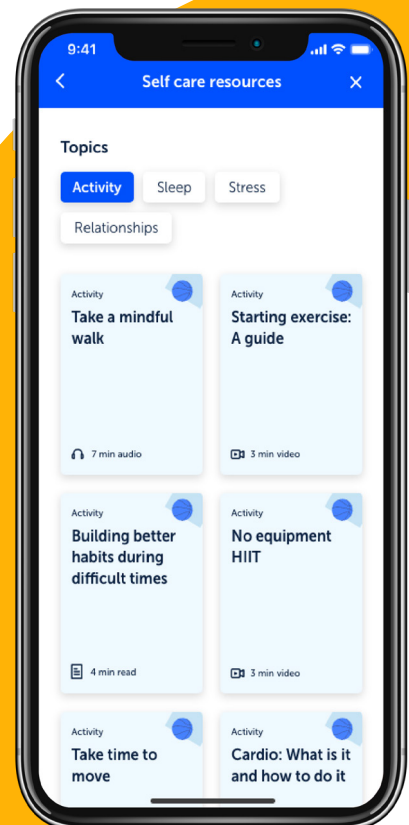 9:41
Self care resources
Topics
Activity
Sleep
Stress
Relationships
Activity
Take a mindful
walk
7 min audio
Activity
Starting exercise:
A guide
3 min video
Activity
Building better
habits during
difficult times
4 min read
Activity
No equipment
HIIT
3 min video
Activity
Take time to
move
Activity
Cardio: What is it
and how to do it